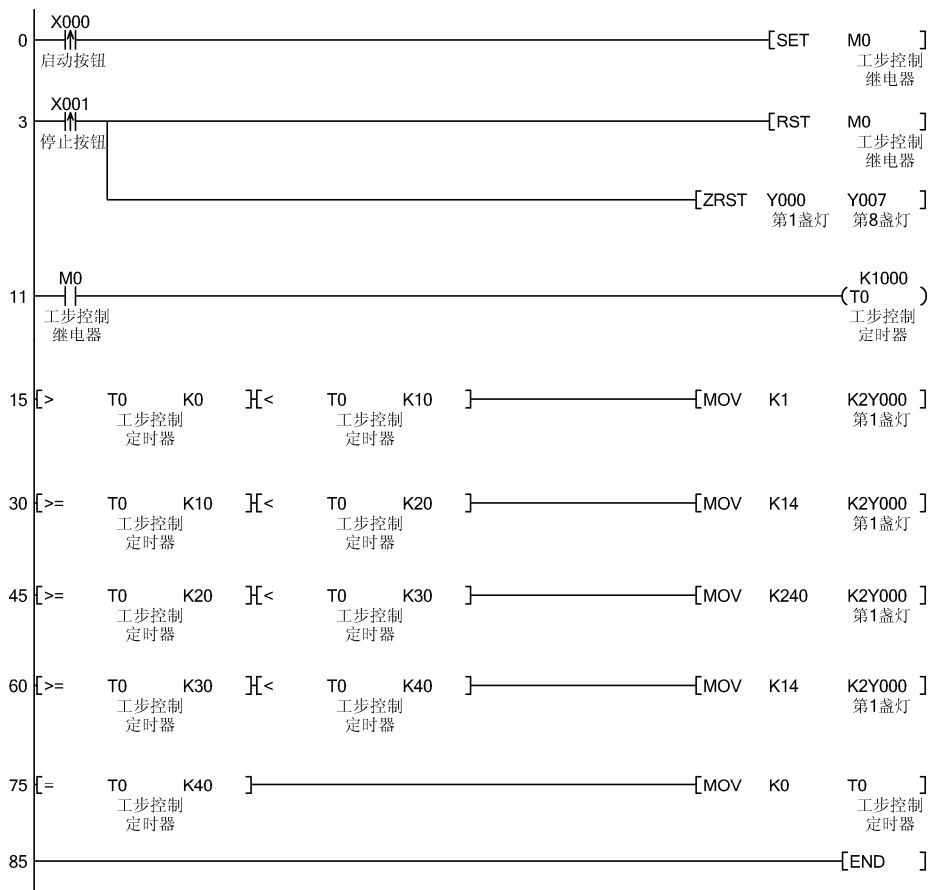 X000
0 [SET M0 ]
启动按钮 工步控制
继电器
X001
3 [RST M0 ]
停止按钮 工步控制
继电器
[ZRST Y000 Y007 ]
第1盏灯 第8盏灯
M0 K1000
11 (T0 )
工步控制 工步控制
继电器 定时器
15 [> T0 K0 ][< T0 K10 ] [MOV K1 K2Y000 ]
工步控制 工步控制 第1盏灯
定时器 定时器
30 [>= T0 K10 ][< T0 K20 ] [MOV K14 K2Y000 ]
工步控制 工步控制 第1盏灯
定时器 定时器
45 [>= T0 K20 ][< T0 K30 ] [MOV K240 K2Y000 ]
工步控制 工步控制 第1盏灯
定时器 定时器
60 [>= T0 K30 ][< T0 K40 ] [MOV K14 K2Y000 ]
工步控制 工步控制 第1盏灯
定时器 定时器
75 [= T0 K40 ] [MOV K0 T0 ]
工步控制 工步控制
定时器 定时器
85 [END ]